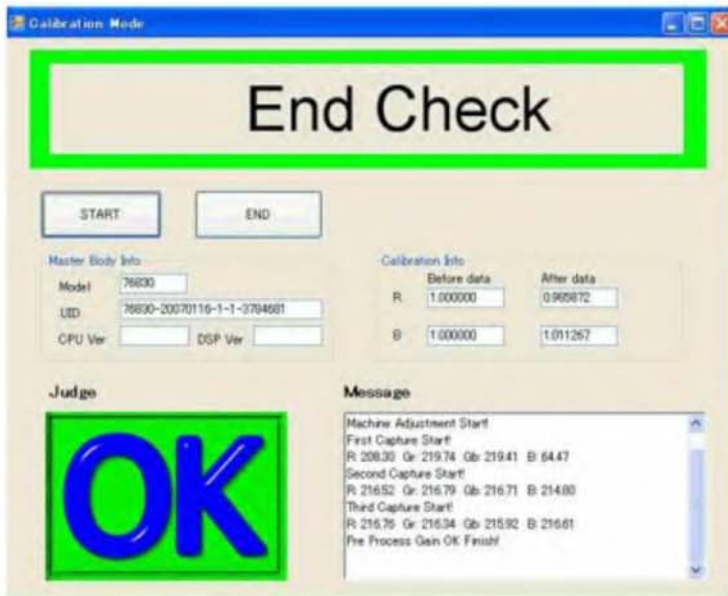 Calibration Mode
End Check
START
END
Master Body Info
Model 76830
UID 76830-20070116-1-1-3784681
CPU Ver DSP Ver
Calibration Info
Before data After data
R 1.000000 0.985872
B 1.000000 1.011267
Judge
OK
Message
Machine Adjustment Start!
First Capture Start!
R: 208.30 Gr: 219.74 Gb: 219.41 B: 64.47
Second Capture Start!
R: 216.52 Gr: 216.79 Gb: 216.71 B: 214.80
Third Capture Start!
R: 216.76 Gr: 216.34 Gb: 215.92 B: 216.61
Pre Process Gain OK Finish!